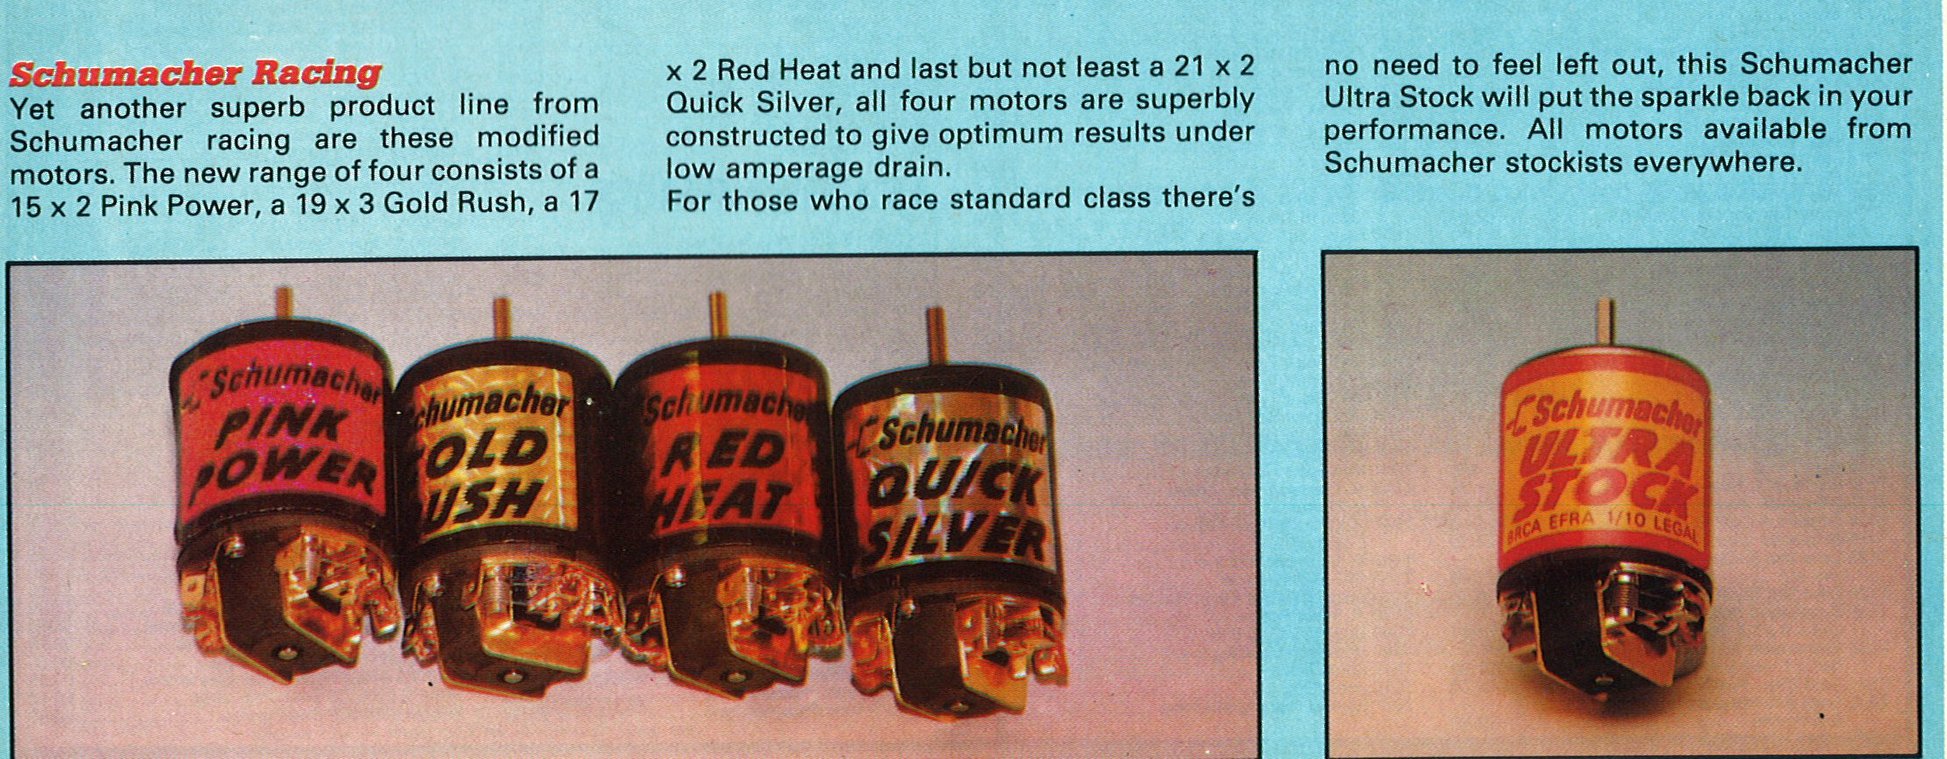 Schumacher Racing
Yet another superb product line from
Schumacher racing are these modified
motors. The new range of four consists of a
15 x 2 Pink Power, a 19 x 3 Gold Rush, a 17
x 2 Red Heat and last but not least a 21 x 2
Quick Silver, all four motors are superbly
constructed to give optimum results under
low amperage drain.
For those who race standard class there's
no need to feel left out, this Schumacher
Ultra Stock will put the sparkle back in your
performance. All motors available from
Schumacher stockists everywhere.
Schumacher
PINK
POWER
chumacher
OLD
USH
Schumacher
RED
HEAT
Schumacher
QUICK
SILVER
Schumacher
ULTRA
STOCK
BRCA EFRA 1/10 LEGAL